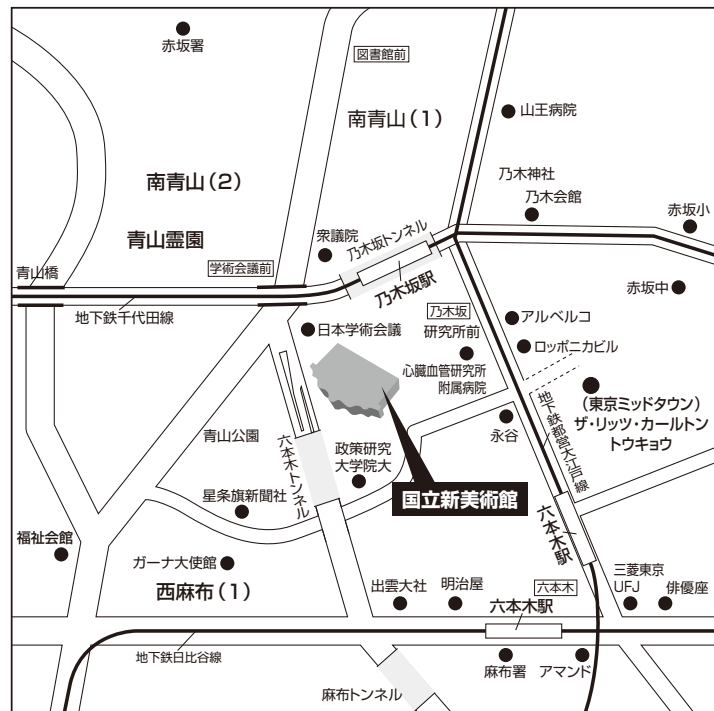 赤坂署
図書館前
南青山(1)
山王病院
南青山(2)
乃木神社
乃木会館
赤坂小
青山霊園
衆議院
乃木坂トンネル
学術会議前
青山橋
乃木坂駅
赤坂中
地下鉄千代田線
乃木坂
アルベルコ
日本学術会議
研究所前
ロッポニカビル
心臓血管研究所
附属病院
(東京ミッドタウン)
ザ・リッツ・カールトン
トウキョウ
地下鉄都営大江戸線
永谷
青山公園
六本木トンネル
政策研究
大学院大
国立新美術館
星条旗新聞社
六本木駅
福祉会館
ガーナ大使館
西麻布(1)
出雲大社
明治屋
六本木
六本木駅
三菱東京
UFJ
俳優座
地下鉄日比谷線
麻布署
アマンド
麻布トンネル